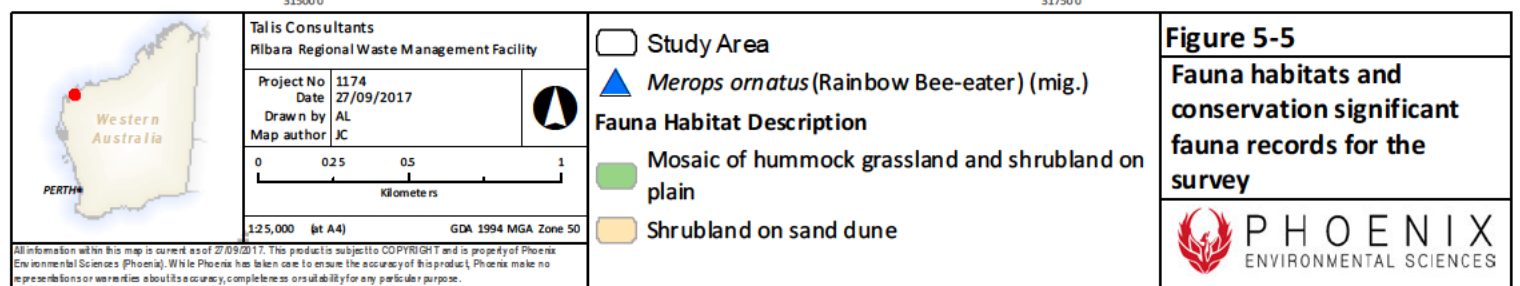 315000
317500
Western
Australia
PERTH
Talis Consultants
Pilbara Regional Waste Management Facility
Project No 1174
Date 27/09/2017
Drawn by AL
Map author JC
0 0.25 0.5 1
Kilometers
1:25,000 (at A4) GDA 1994 MGA Zone 50
All information within this map is current as of 27/09/2017. This product is subject to COPYRIGHT and is property of Phoenix
Environmental Sciences (Phoenix). While Phoenix has taken care to ensure the accuracy of this product, Phoenix make no
representations or warranties about its accuracy, completeness or suitability for any particular purpose.
Study Area
Merops ornatus (Rainbow Bee-eater) (mig.)
Fauna Habitat Description
Mosaic of hummock grassland and shrubland on
plain
Shrubland on sand dune
Figure 5-5
Fauna habitats and
conservation significant
fauna records for the
survey
PHOENIX
ENVIRONMENTAL SCIENCES